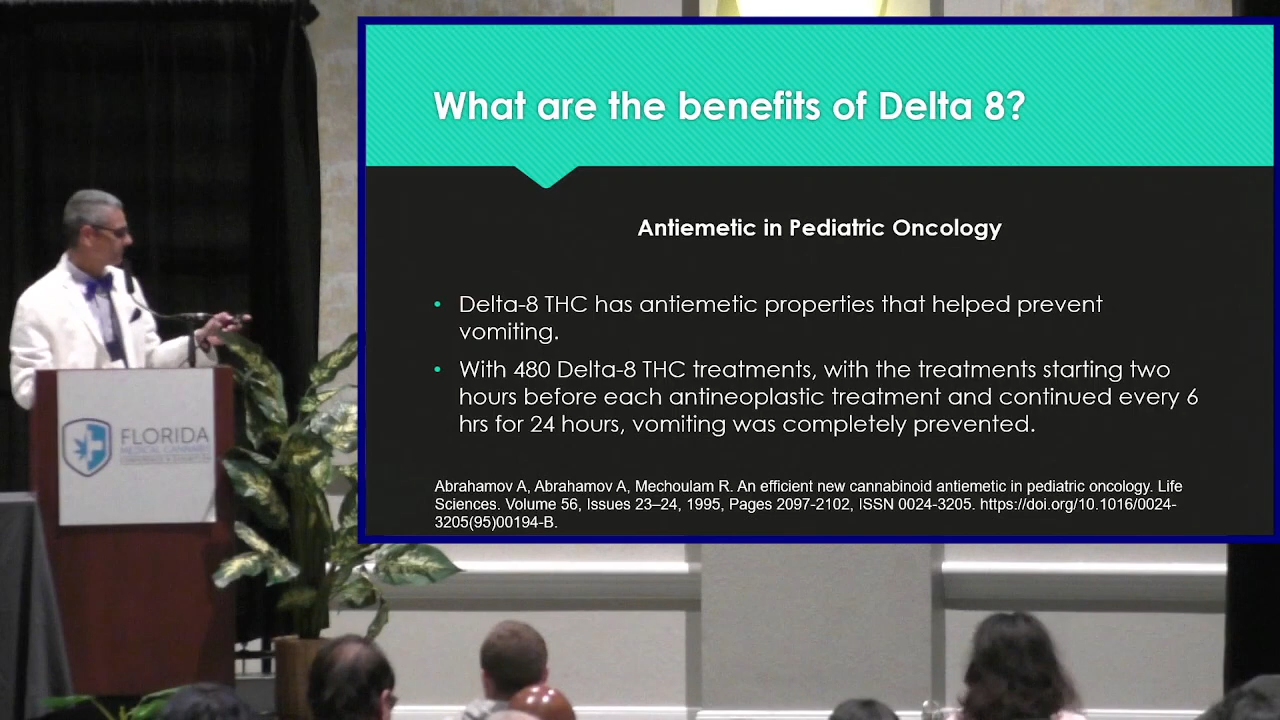 What are the benefits of Delta 8?
Antiemetic in Pediatric Oncology
• Delta-8 THC has antiemetic properties that helped prevent
vomiting.
• With 480 Delta-8 THC treatments, with the treatments starting two
hours before each antineoplastic treatment and continued every 6
hrs for 24 hours, vomiting was completely prevented.
Abrahamov A, Abrahamov A, Mechoulam R. An efficient new cannabinoid antiemetic in pediatric oncology. Life
Sciences. Volume 56, Issues 23–24, 1995, Pages 2097-2102, ISSN 0024-3205. https://doi.org/10.1016/0024-
3205(95)00194-B.
FLORIDA
MEDICAL CANNABIS